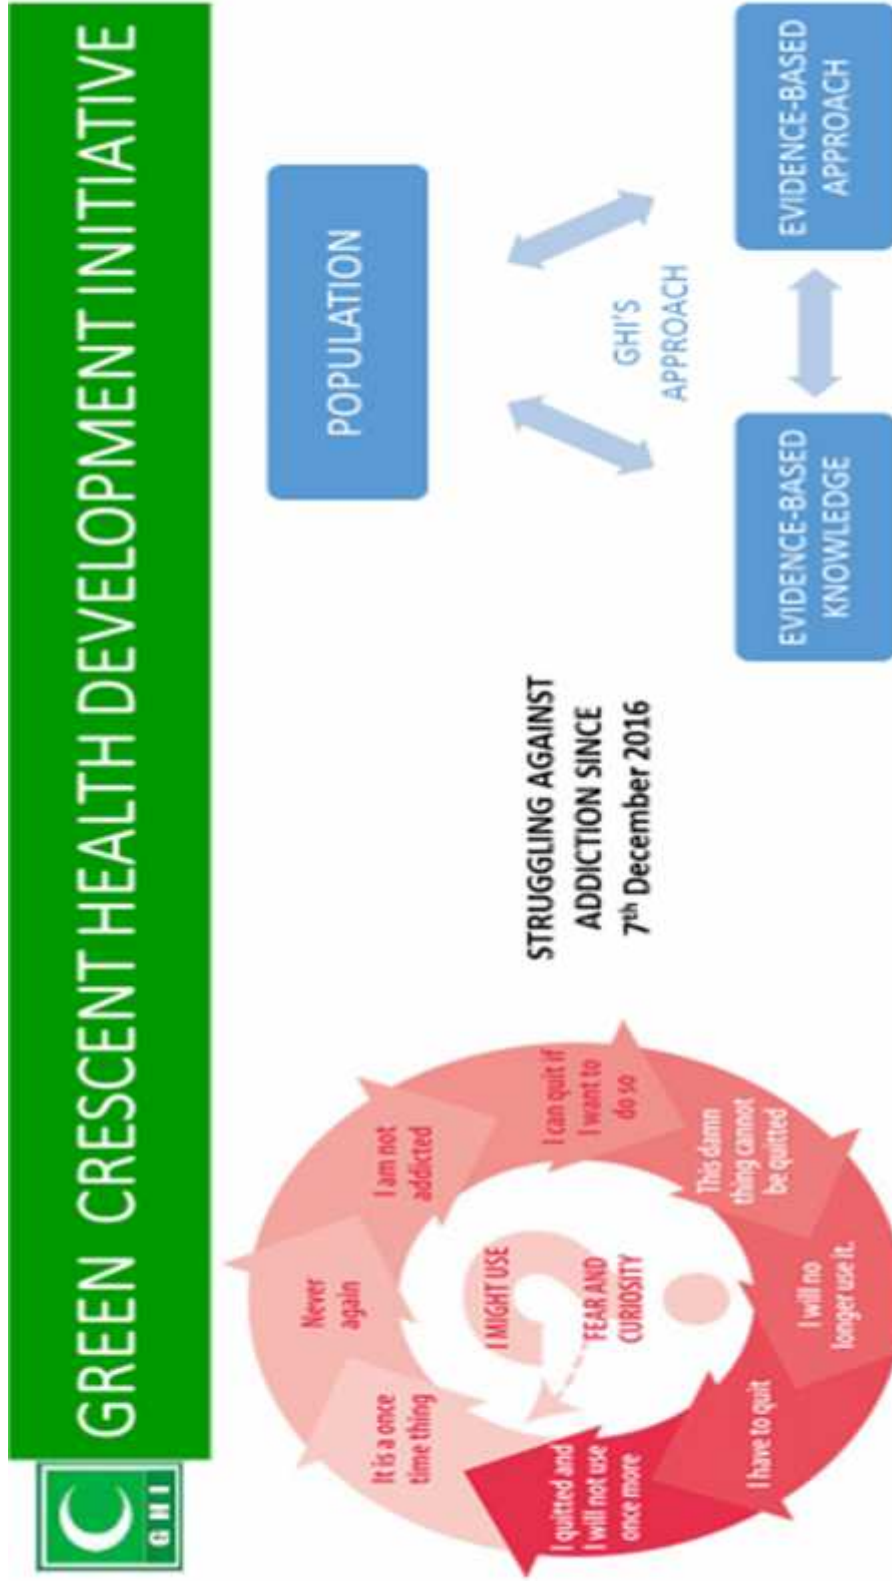 GHI
GREEN CRESCENT HEALTH DEVELOPMENT INITIATIVE
It is a once
time thing
Never
again
I am not
addicted
I can quit if
I want to
do so
This damn
thing cannot
be quitted
I will no
longer use it.
I have to quit
I quitted and
I will not use
once more
I MIGHT USE
FEAR AND
CURIOSITY
STRUGGLING AGAINST
ADDICTION SINCE
7th December 2016
POPULATION
GHI'S
APPROACH
EVIDENCE-BASED
KNOWLEDGE
EVIDENCE-BASED
APPROACH